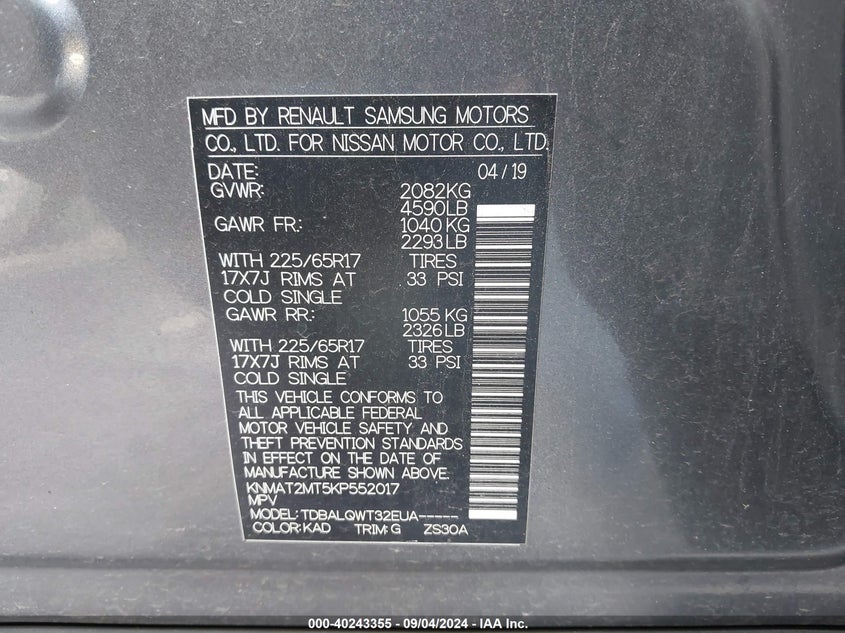 MFD BY RENAULT SAMSUNG MOTORS
CO., LTD. FOR NISSAN MOTOR CO., LTD.
DATE: 04/19
GVWR: 2082KG
4590LB
GAWR FR.: 1040 KG
2293LB
WITH 225/65R17 TIRES
17X7J RIMS AT 33 PSI
COLD SINGLE
GAWR RR.: 1055 KG
2326LB
WITH 225/65R17 TIRES
17X7J RIMS AT 33 PSI
COLD SINGLE
THIS VEHICLE CONFORMS TO
ALL APPLICABLE FEDERAL
MOTOR VEHICLE SAFETY AND
THEFT PREVENTION STANDARDS
IN EFFECT ON THE DATE OF
MANUFACTURE SHOWN ABOVE.
KNMAT2MT5KP552017
MPV
MODEL: TDBALQWT32EUA-----
COLOR: KAD TRIM: G ZS30A
000-40243355 - 09/04/2024 - IAA Inc.